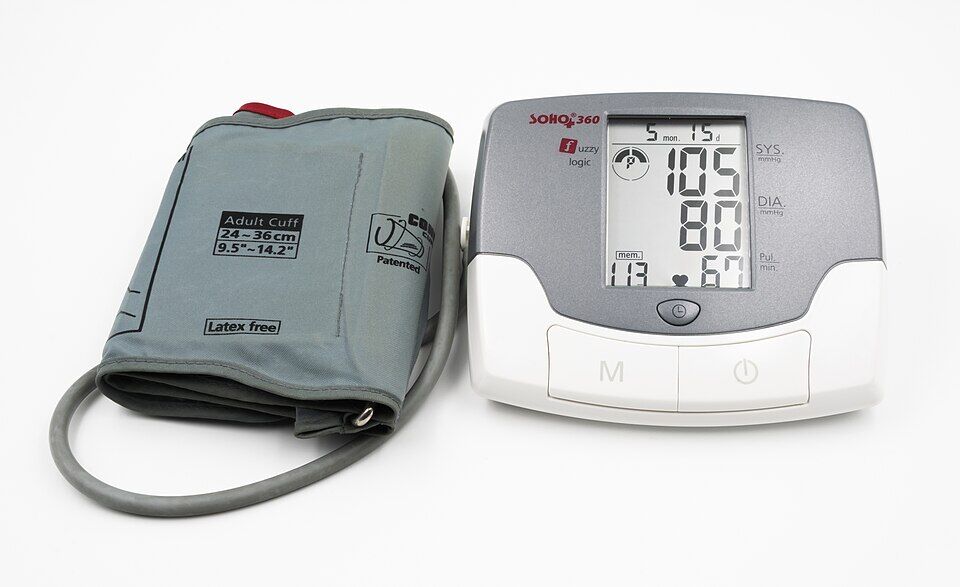 Adult Cuff
24~36cm
9.5"~14.2"
Patented
Latex free
SOHO® 360
fuzzy
logic
5 mon. 15 d
P
105
SYS.
mmHg
80
DIA.
mmHg
mem.
113
67
Pul.
min.
M